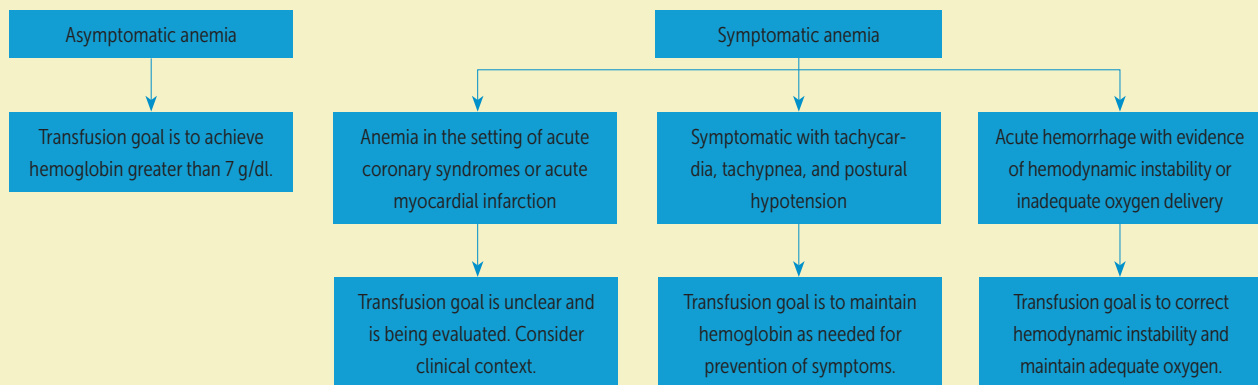 Asymptomatic anemia
Symptomatic anemia
Transfusion goal is to achieve
hemoglobin greater than 7 g/dl.
Anemia in the setting of acute
coronary syndromes or acute
myocardial infarction
Symptomatic with tachycar-
dia, tachypnea, and postural
hypotension
Acute hemorrhage with evidence
of hemodynamic instability or
inadequate oxygen delivery
Transfusion goal is unclear and
is being evaluated. Consider
clinical context.
Transfusion goal is to maintain
hemoglobin as needed for
prevention of symptoms.
Transfusion goal is to correct
hemodynamic instability and
maintain adequate oxygen.